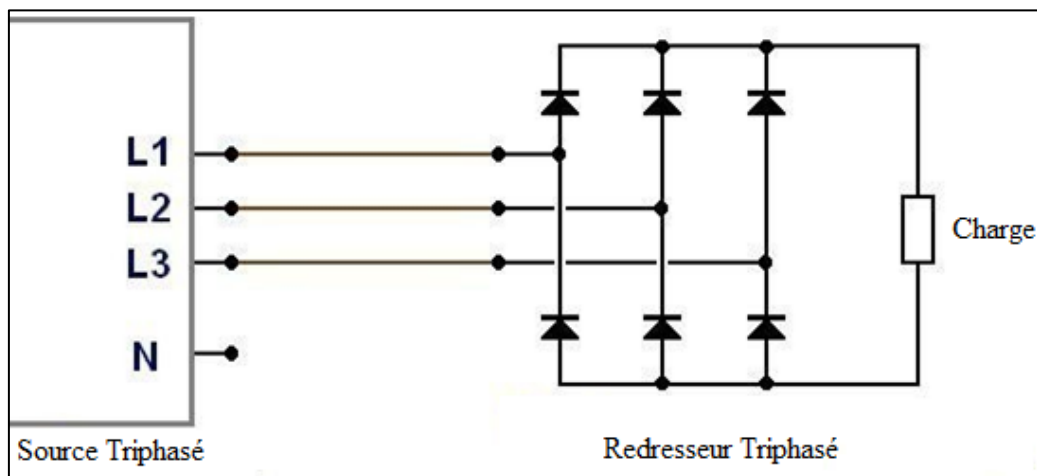 L1
L2
L3
N
Charge
Source Triphasé
Redresseur Triphasé